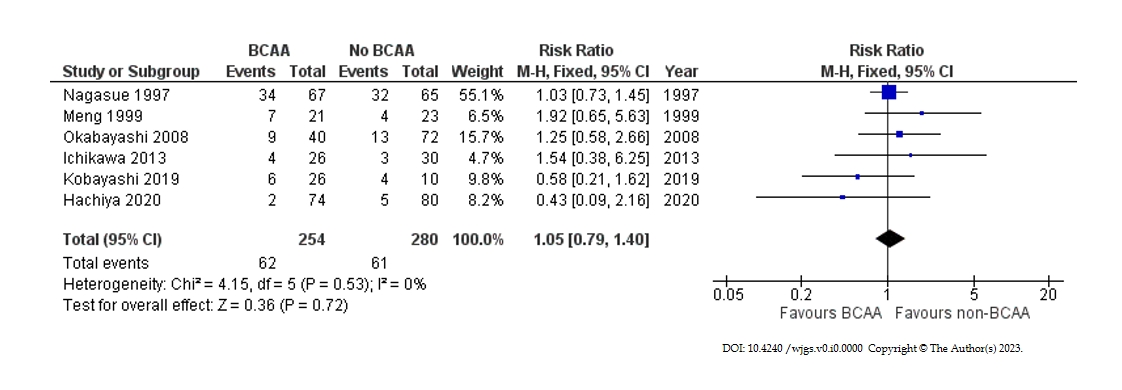 BCAA No BCAA Risk Ratio Risk Ratio
Study or Subgroup Events Total Events Total Weight M-H, Fixed, 95% CI Year M-H, Fixed, 95% CI
Nagasue 1997 34 67 32 65 55.1% 1.03 [0.73, 1.45] 1997
Meng 1999 7 21 4 23 6.5% 1.92 [0.65, 5.63] 1999
Okabayashi 2008 9 40 13 72 15.7% 1.25 [0.58, 2.66] 2008
Ichikawa 2013 4 26 3 30 4.7% 1.54 [0.38, 6.25] 2013
Kobayashi 2019 6 26 4 10 9.8% 0.58 [0.21, 1.62] 2019
Hachiya 2020 2 74 5 80 8.2% 0.43 [0.09, 2.16] 2020
Total (95% CI) 254 280 100.0% 1.05 [0.79, 1.40]
Total events 62 61
Heterogeneity: Chi² = 4.15, df = 5 (P = 0.53); I² = 0%
Test for overall effect: Z = 0.36 (P = 0.72)
0.05 0.2 1 5 20
Favours BCAA Favours non-BCAA
DOI: 10.4240 /wjgs.v0.i0.0000 Copyright © The Author(s) 2023.